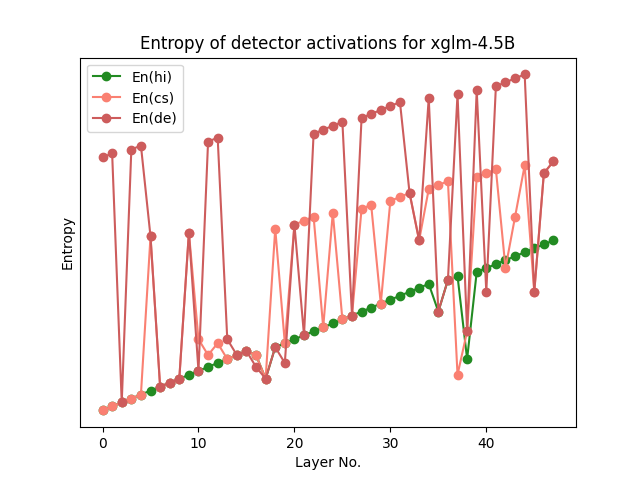 Entropy of detector activations for xglm-4.5B
En(hi)
En(cs)
En(de)
Entropy
0 10 20 30 40
Layer No.